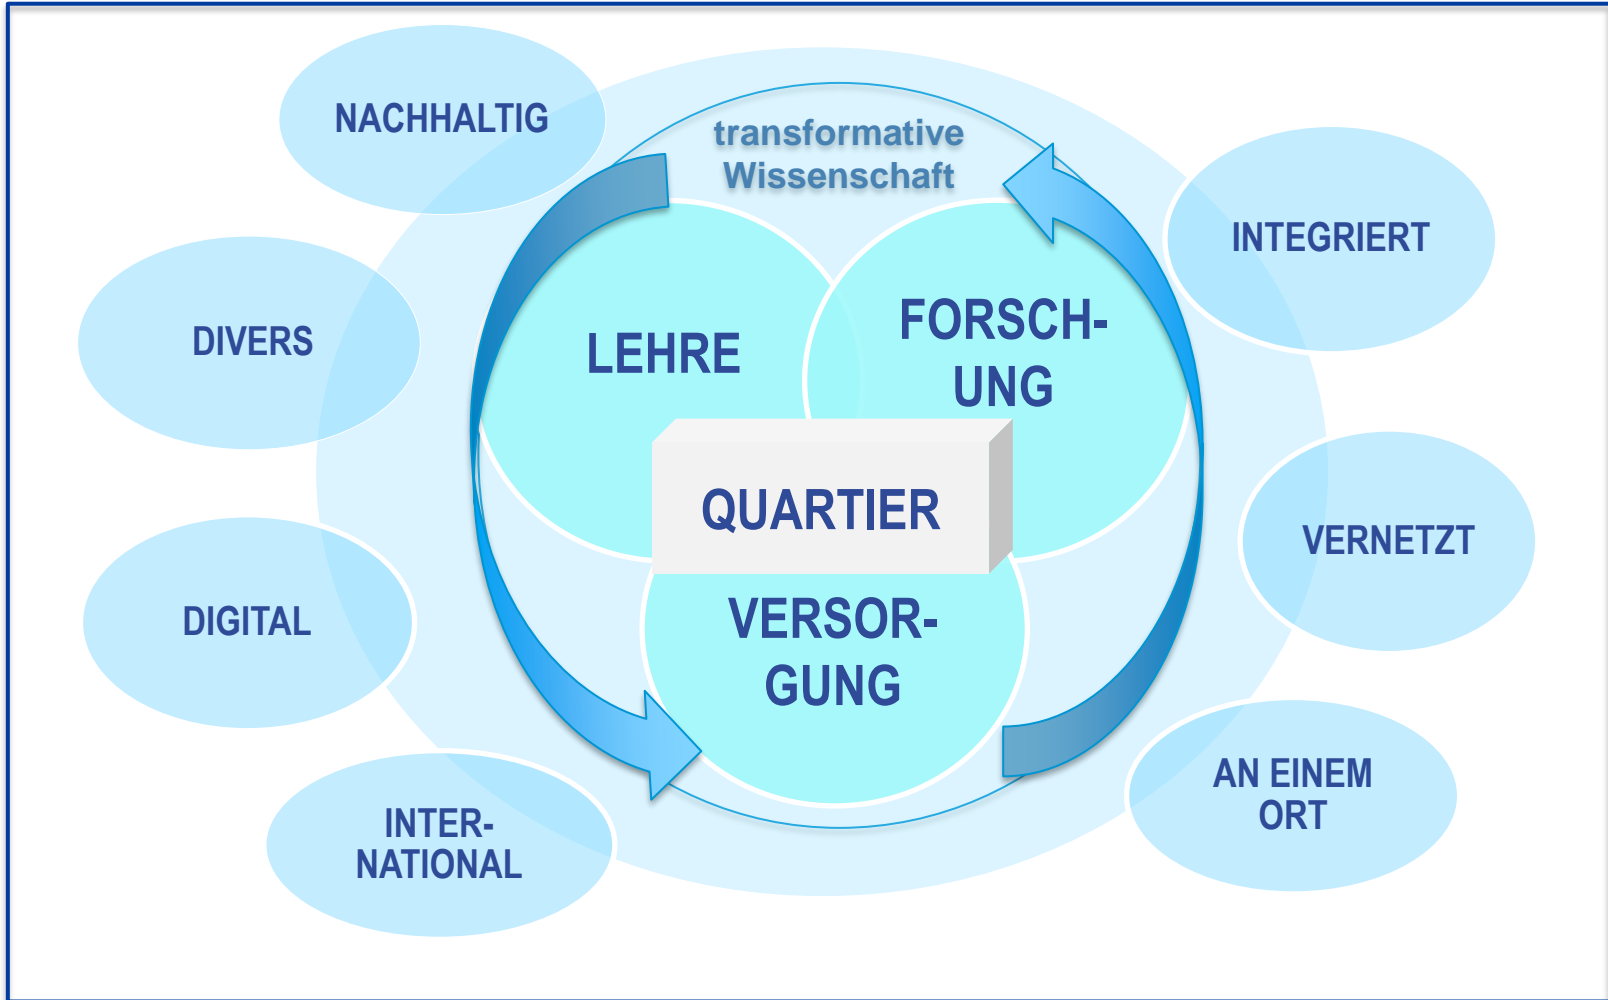 NACHHALTIG
transformative
Wissenschaft
INTEGRIERT
DIVERS
LEHRE
FORSCH-
UNG
QUARTIER
VERNETZT
DIGITAL
VERSOR-
GUNG
AN EINEM
ORT
INTER-
NATIONAL